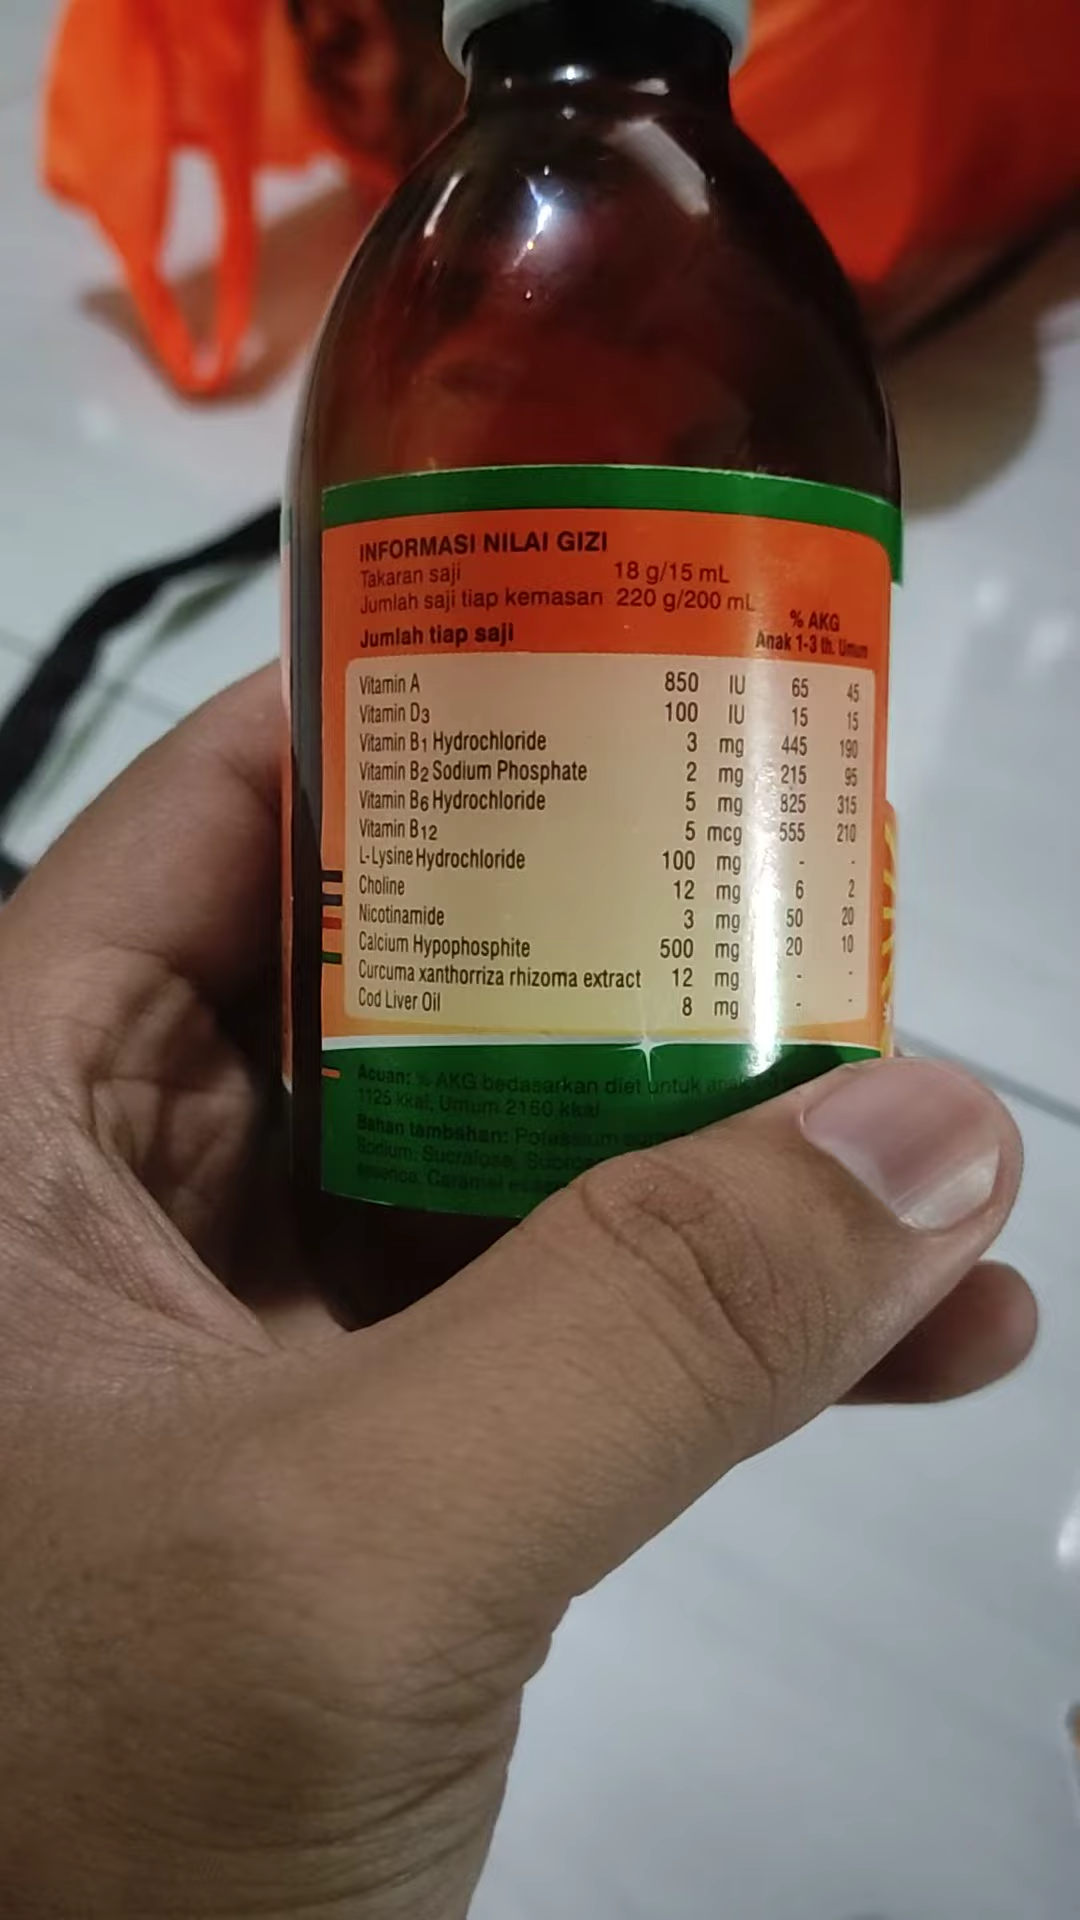 INFORMASI NILAI GIZI
Takaran saji 18 g/15 mL
Jumlah saji tiap kemasan 220 g/200 mL
% AKG
Jumlah tiap saji Anak 1-3 th. Umum
Vitamin A 850 IU 65 45
Vitamin D3 100 IU 15 15
Vitamin B1 Hydrochloride 3 mg 445 190
Vitamin B2 Sodium Phosphate 2 mg 215 95
Vitamin B6 Hydrochloride 5 mg 825 315
Vitamin B12 5 mcg 555 210
L-Lysine Hydrochloride 100 mg - -
Choline 12 mg 6 2
Nicotinamide 3 mg 50 20
Calcium Hypophosphite 500 mg 20 10
Curcuma xanthorriza rhizoma extract 12 mg - -
Cod Liver Oil 8 mg - -
Acuan: % AKG bedasarkan diet untuk anak
1125 kkal, Umum 2160 kkal
Bahan tambahan: Potassium
Sodium, Sucralose,
essence, Caramel